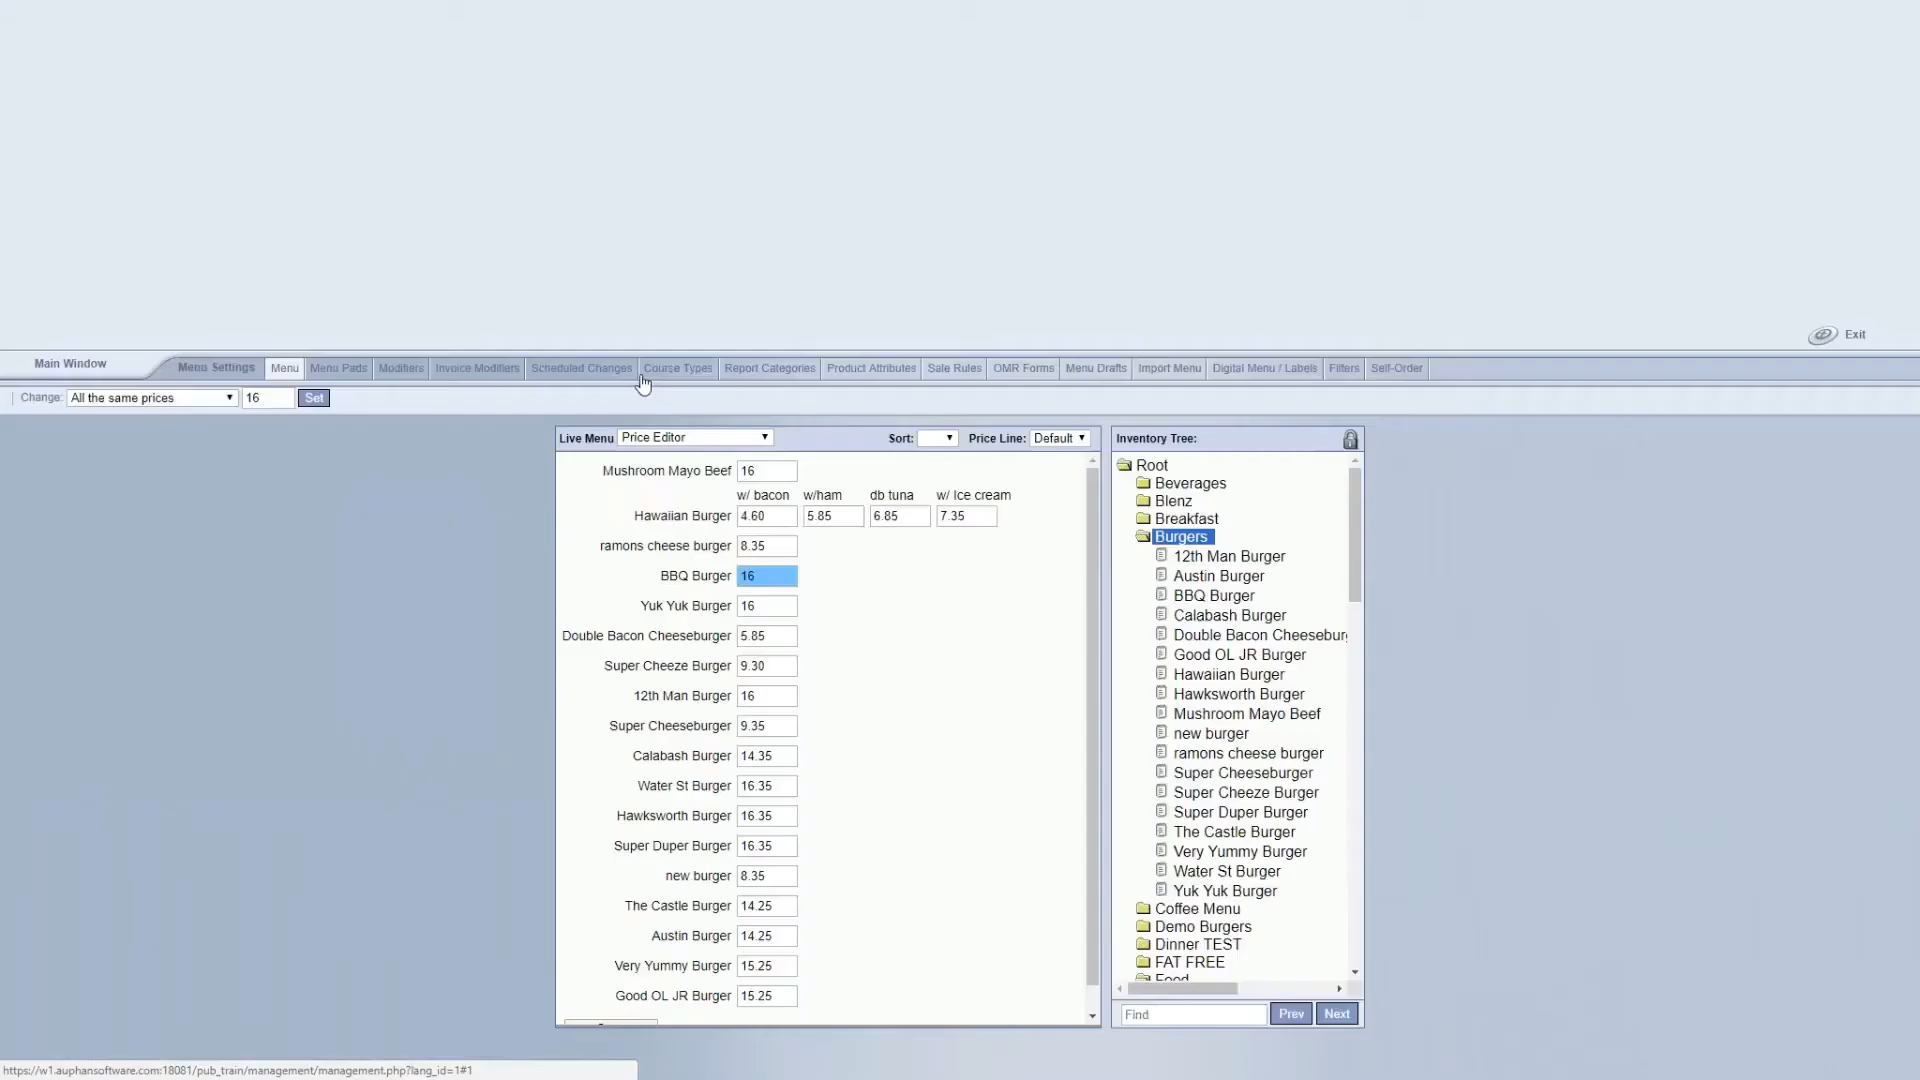 Exit
Main Window
Menu Settings Menu Menu Pads Modifiers Invoice Modifiers Scheduled Changes Course Types Report Categories Product Attributes Sale Rules OMR Forms Menu Drafts Import Menu Digital Menu / Labels Filters Self-Order
Change: All the same prices 16 Set
Live Menu Price Editor Sort: Price Line: Default
Mushroom Mayo Beef 16
w/ bacon w/ham db tuna w/ Ice cream
Hawaiian Burger 4.60 5.85 6.85 7.35
ramons cheese burger 8.35
BBQ Burger 16
Yuk Yuk Burger 16
Double Bacon Cheeseburger 5.85
Super Cheeze Burger 9.30
12th Man Burger 16
Super Cheeseburger 9.35
Calabash Burger 14.35
Water St Burger 16.35
Hawksworth Burger 16.35
Super Duper Burger 16.35
new burger 8.35
The Castle Burger 14.25
Austin Burger 14.25
Very Yummy Burger 15.25
Good OL JR Burger 15.25
Inventory Tree:
Root
Beverages
Blenz
Breakfast
Burgers
12th Man Burger
Austin Burger
BBQ Burger
Calabash Burger
Double Bacon Cheesebur
Good OL JR Burger
Hawaiian Burger
Hawksworth Burger
Mushroom Mayo Beef
new burger
ramons cheese burger
Super Cheeseburger
Super Cheeze Burger
Super Duper Burger
The Castle Burger
Very Yummy Burger
Water St Burger
Yuk Yuk Burger
Coffee Menu
Demo Burgers
Dinner TEST
FAT FREE
Food
Find Prev Next
https://w1.auphansoftware.com:18081/pub_train/management/management.php?lang_id=1#1